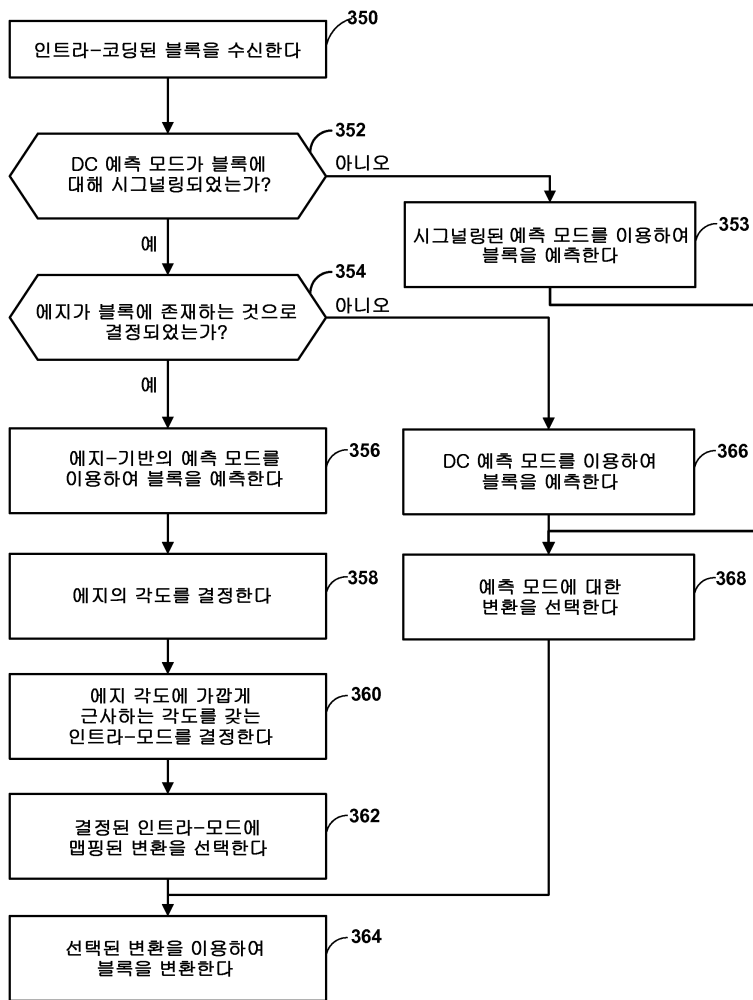 인트라-코딩된 블록을 수신한다
350
DC 예측 모드가 블록에
대해 시그널링되었는가?
352
아니오
예
시그널링된 예측 모드를 이용하여
블록을 예측한다
353
에지가 블록에 존재하는 것으로
결정되었는가?
354
아니오
예
에지-기반의 예측 모드를
이용하여 블록을 예측한다
356
DC 예측 모드를 이용하여
블록을 예측한다
366
에지의 각도를 결정한다
358
예측 모드에 대한
변환을 선택한다
368
에지 각도에 가깝게
근사하는 각도를 갖는
인트라-모드를 결정한다
360
결정된 인트라-모드에
맵핑된 변환을 선택한다
362
선택된 변환을 이용하여
블록을 변환한다
364